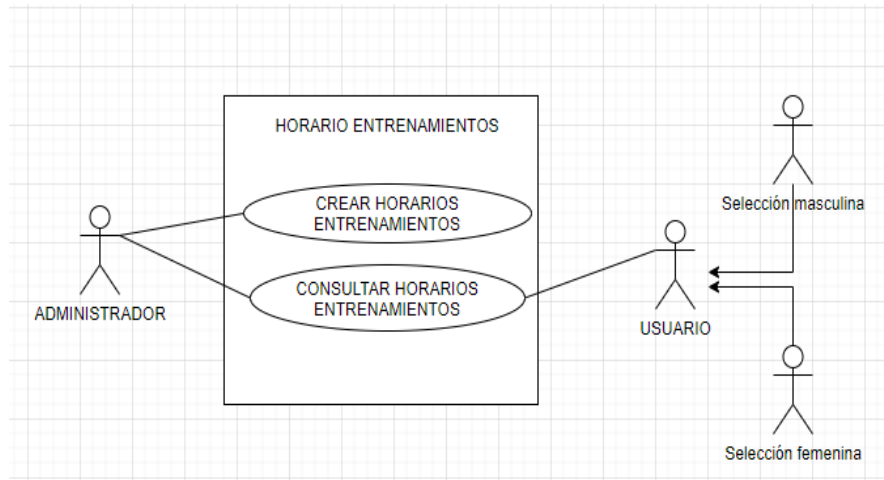 HORARIO ENTRENAMIENTOS
CREAR HORARIOS
ENTRENAMIENTOS
CONSULTAR HORARIOS
ENTRENAMIENTOS
ADMINISTRADOR
Selección masculina
USUARIO
Selección femenina